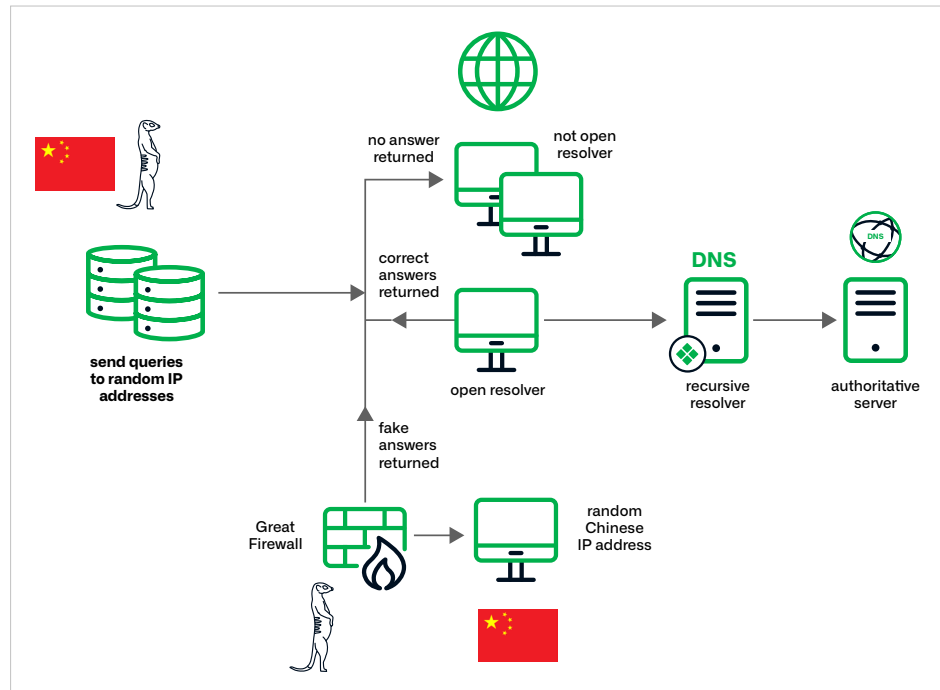 no answer
returned
not open
resolver
DNS
correct
answers
returned
DNS
send queries
to random IP
addresses
open resolver
recursive
resolver
authoritative
server
fake
answers
returned
Great
Firewall
random
Chinese
IP address